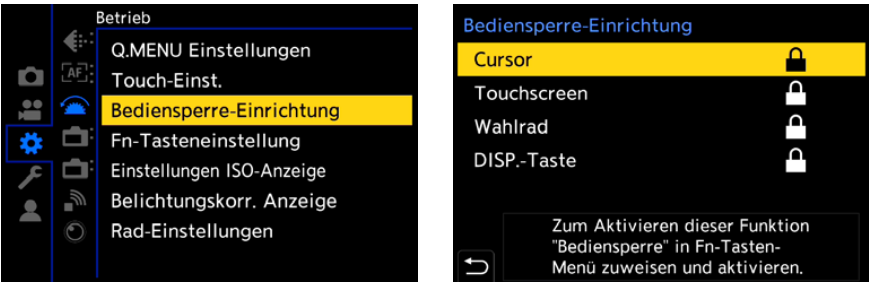 Betrieb
Q.MENU Einstellungen
Touch-Einst.
Bediensperre-Einrichtung
Fn-Tasteneinstellung
Einstellungen ISO-Anzeige
Belichtungskorr. Anzeige
Rad-Einstellungen
AF
Bediensperre-Einrichtung
Cursor
Touchscreen
Wahlrad
DISP.-Taste
Zum Aktivieren dieser Funktion
"Bediensperre" in Fn-Tasten-
Menü zuweisen und aktivieren.